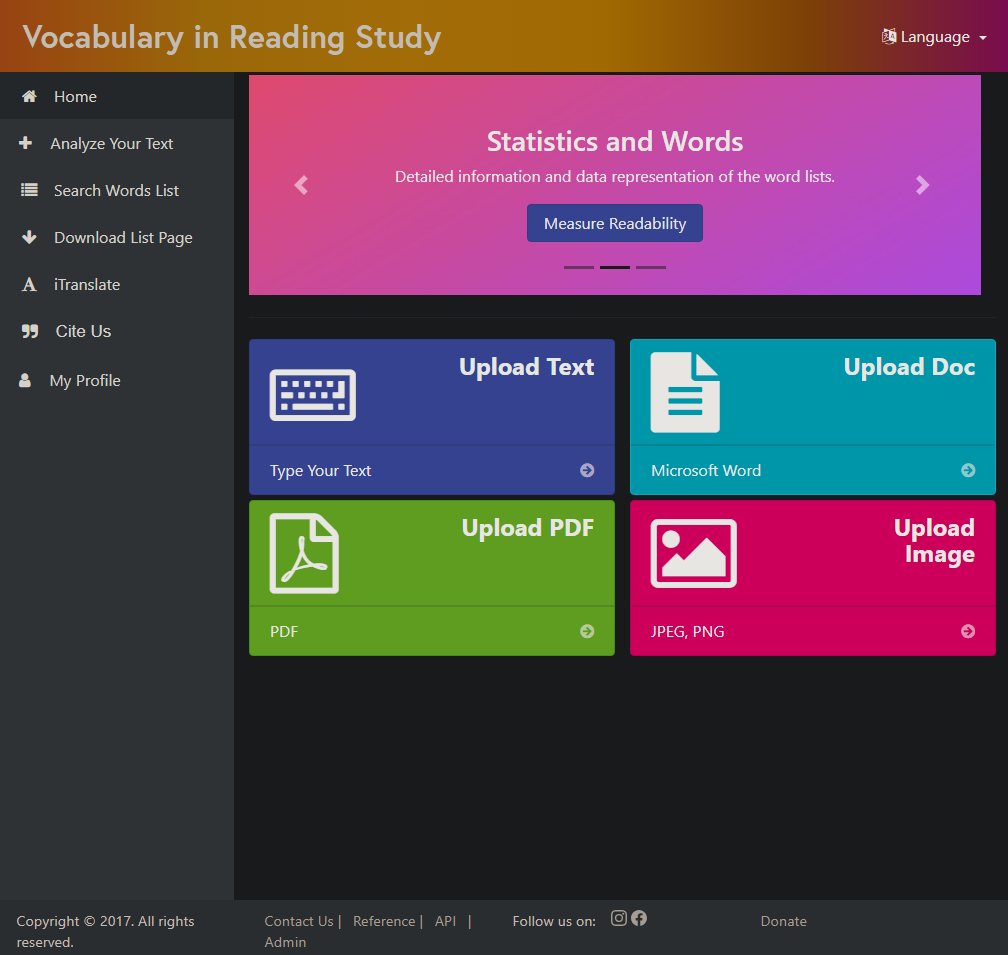 Vocabulary in Reading Study
Language
Home
Analyze Your Text
Search Words List
Download List Page
iTranslate
Cite Us
My Profile
Statistics and Words
Detailed information and data representation of the word lists.
Measure Readability
Upload Text
Type Your Text
Upload Doc
Microsoft Word
Upload PDF
PDF
Upload
Image
JPEG, PNG
Copyright © 2017. All rights
reserved.
Contact Us | Reference | API |
Admin
Follow us on:
Donate